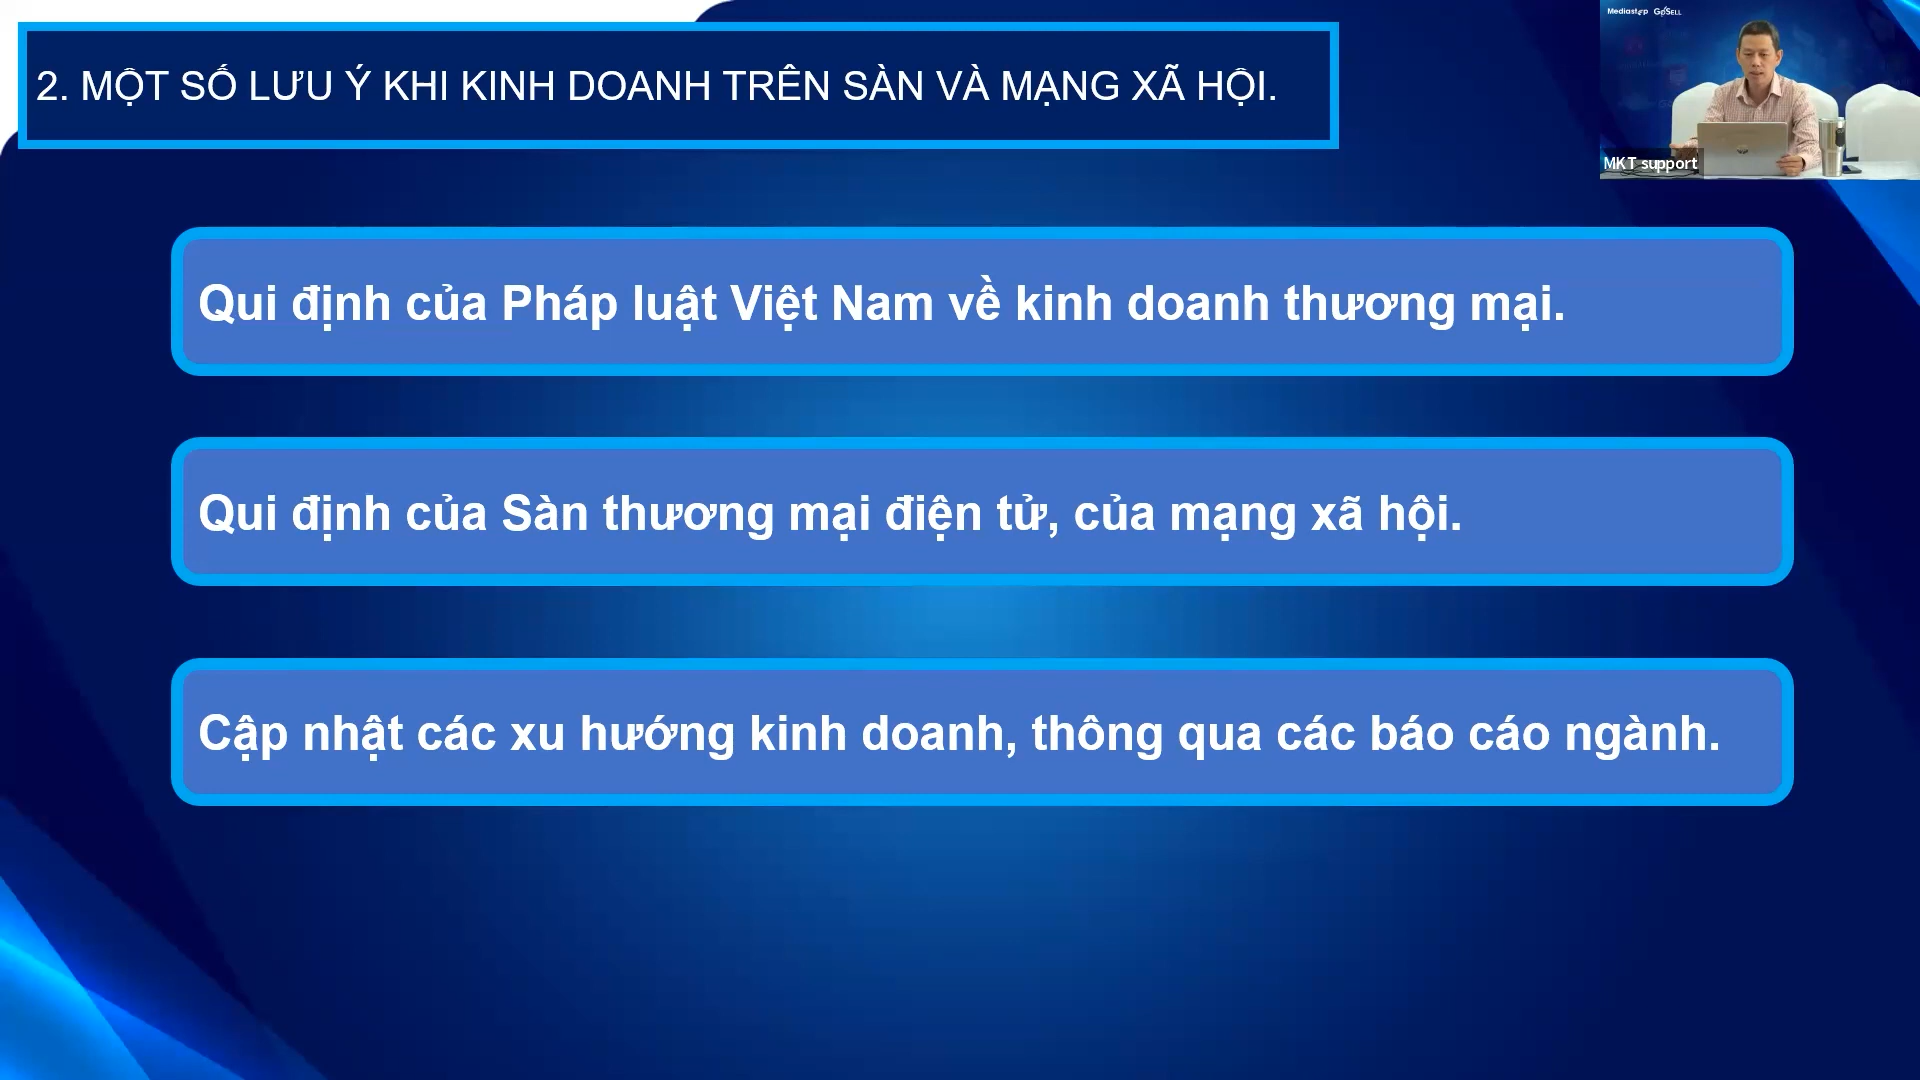 2. MỘT SỐ LƯU Ý KHI KINH DOANH TRÊN SÀN VÀ MẠNG XÃ HỘI.
Mediastep GoSELL
MKT support
Qui định của Pháp luật Việt Nam về kinh doanh thương mại.
Qui định của Sàn thương mại điện tử, của mạng xã hội.
Cập nhật các xu hướng kinh doanh, thông qua các báo cáo ngành.